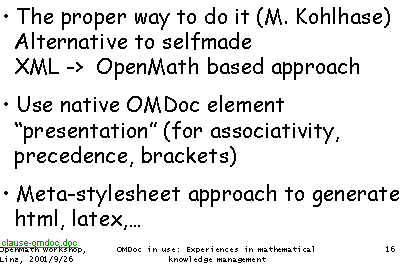 • The proper way to do it (M. Kohlhase)
Alternative to selfmade
XML -> OpenMath based approach
• Use native OMDoc element
“presentation” (for associativity,
precedence, brackets)
• Meta-stylesheet approach to generate
html, latex,…
clause-omdoc.doc
OpenMath Workshop,
Linz, 2001/9/26
OMDoc in use: Experiences in mathematical
knowledge management
16